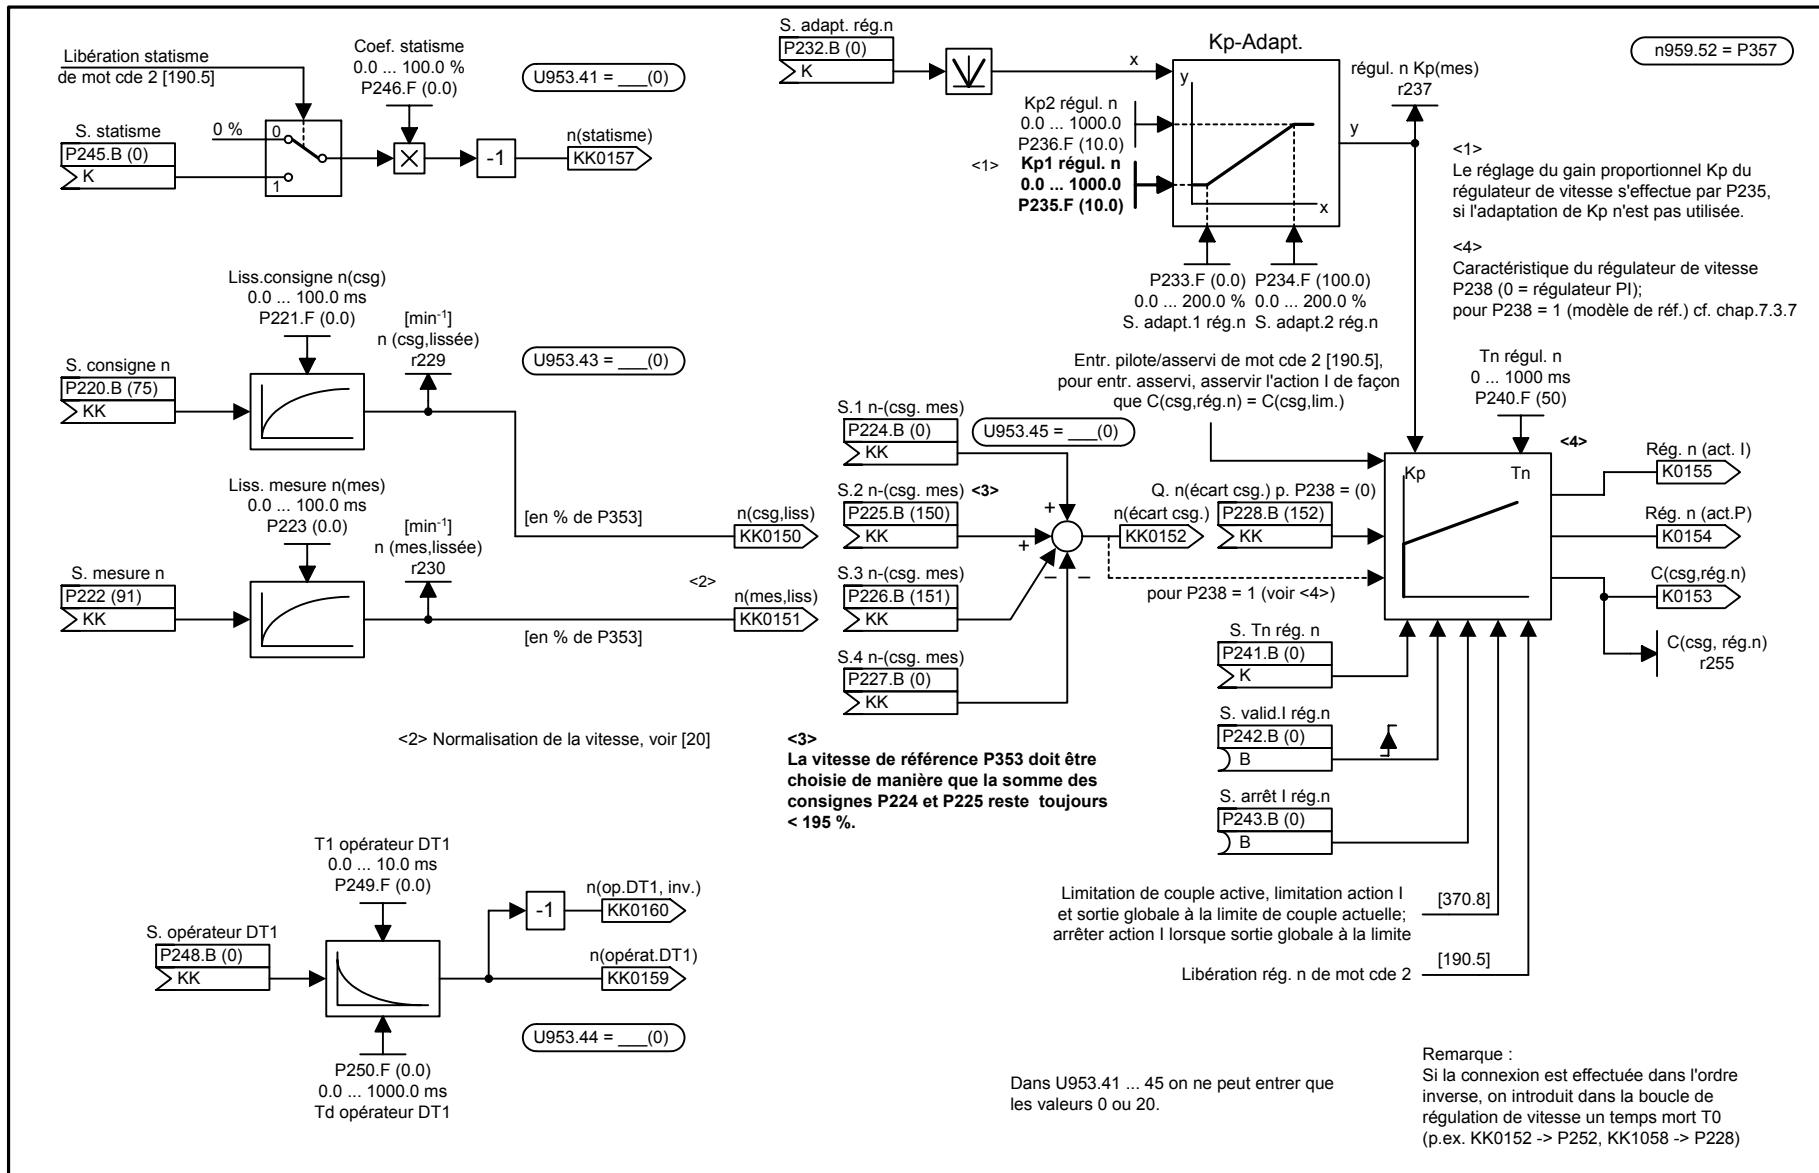 Libération statisme
de mot cde 2 [190.5]
Coef. statisme
0.0 ... 100.0 %
P246.F (0.0)
U953.41 = ___(0)
S. statisme
P245.B (0)
K
0 %
0
1
-1
n(statisme)
KK0157
S. adapt. rég.n
P232.B (0)
K
x
Kp-Adapt.
y
x
y
Kp2 régul. n
0.0 ... 1000.0
P236.F (10.0)
<1>
Kp1 régul. n
0.0 ... 1000.0
P235.F (10.0)
P233.F (0.0)
0.0 ... 200.0 %
S. adapt.1 rég.n
P234.F (100.0)
0.0 ... 200.0 %
S. adapt.2 rég.n
régul. n Kp(mes)
r237
n959.52 = P357
<1>
Le réglage du gain proportionnel Kp du
régulateur de vitesse s'effectue par P235,
si l'adaptation de Kp n'est pas utilisée.
<4>
Caractéristique du régulateur de vitesse
P238 (0 = régulateur PI);
pour P238 = 1 (modèle de réf.) cf. chap.7.3.7
Liss.consigne n(csg)
0.0 ... 100.0 ms
P221.F (0.0)
[min-1]
n (csg,lissée)
r229
U953.43 = ___(0)
S. consigne n
P220.B (75)
KK
Liss. mesure n(mes)
0.0 ... 100.0 ms
P223 (0.0)
[min-1]
n (mes,lissée)
r230
S. mesure n
P222 (91)
KK
[en % de P353]
n(csg,liss)
KK0150
<2>
[en % de P353]
n(mes,liss)
KK0151
Entr. pilote/asservi de mot cde 2 [190.5],
pour entr. asservi, asservir l'action I de façon
que C(csg,rég.n) = C(csg,lim.)
Tn régul. n
0 ... 1000 ms
P240.F (50)
S.1 n-(csg. mes)
P224.B (0)
KK
U953.45 = ___(0)
S.2 n-(csg. mes)
<3>
P225.B (150)
KK
S.3 n-(csg. mes)
P226.B (151)
KK
S.4 n-(csg. mes)
P227.B (0)
KK
+
+
–
–
n(écart csg.)
KK0152
Q. n(écart csg.) p. P238 = (0)
P228.B (152)
KK
pour P238 = 1 (voir <4>)
Kp
Tn
<4>
Rég. n (act. I)
K0155
Rég. n (act.P)
K0154
C(csg,rég.n)
K0153
C(csg, rég.n)
r255
S. Tn rég. n
P241.B (0)
K
S. valid.I rég.n
P242.B (0)
B
S. arrêt I rég.n
P243.B (0)
B
<2> Normalisation de la vitesse, voir [20]
<3>
La vitesse de référence P353 doit être
choisie de manière que la somme des
consignes P224 et P225 reste toujours
< 195 %.
T1 opérateur DT1
0.0 ... 10.0 ms
P249.F (0.0)
S. opérateur DT1
P248.B (0)
KK
-1
n(op.DT1, inv.)
KK0160
n(opérat.DT1)
KK0159
U953.44 = ___(0)
P250.F (0.0)
0.0 ... 1000.0 ms
Td opérateur DT1
Limitation de couple active, limitation action I
et sortie globale à la limite de couple actuelle;
arrêter action I lorsque sortie globale à la limite
[370.8]
Libération rég. n de mot cde 2
[190.5]
Dans U953.41 ... 45 on ne peut entrer que
les valeurs 0 ou 20.
Remarque :
Si la connexion est effectuée dans l'ordre
inverse, on introduit dans la boucle de
régulation de vitesse un temps mort T0
(p.ex. KK0152 -> P252, KK1058 -> P228)